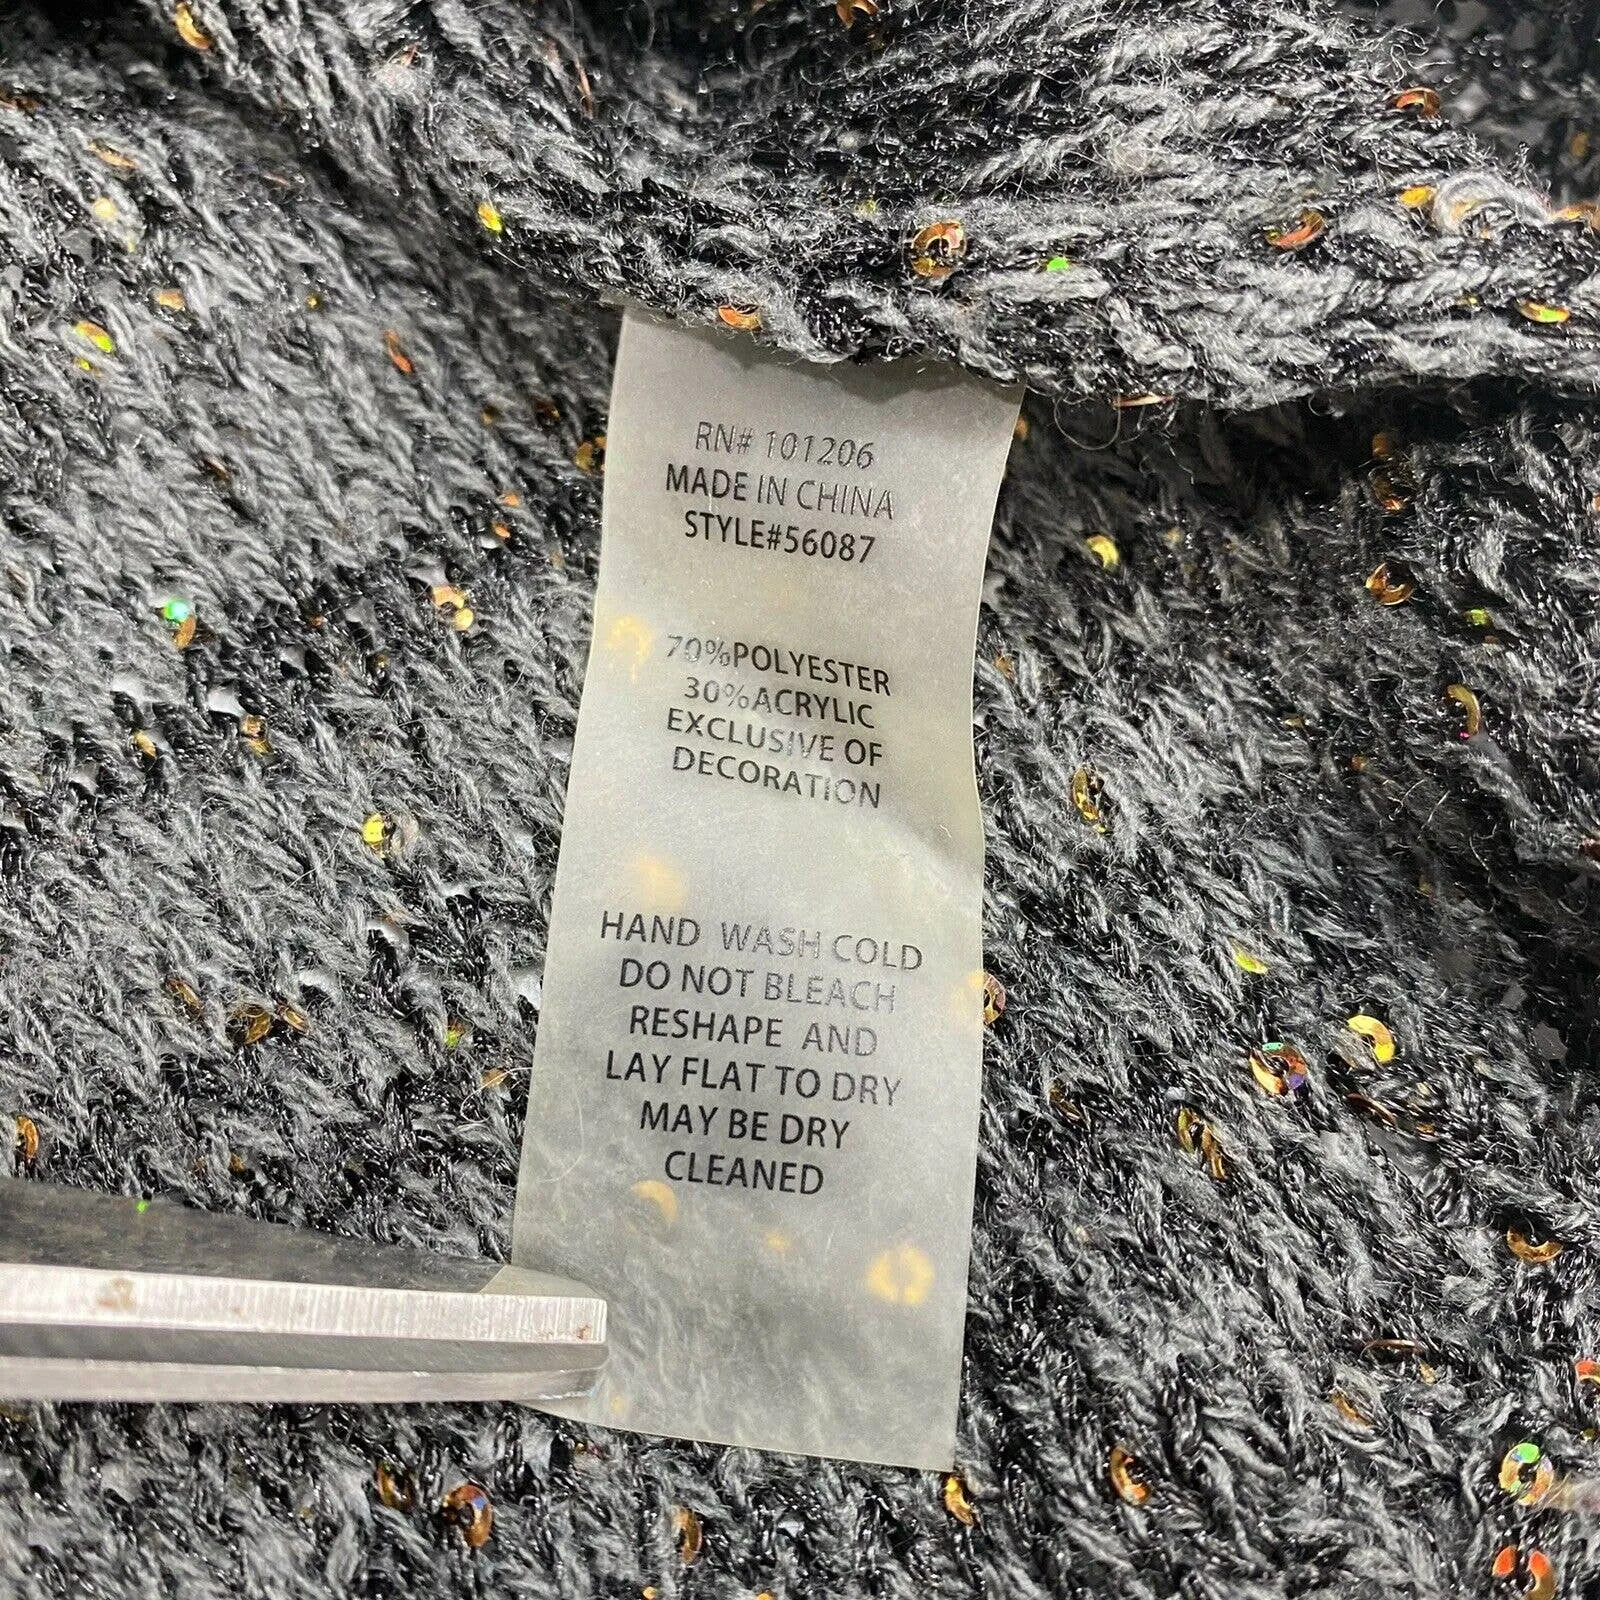 RN# 101206
MADE IN CHINA
STYLE#56087
70%POLYESTER
30%ACRYLIC
EXCLUSIVE OF
DECORATION
HAND WASH COLD
DO NOT BLEACH
RESHAPE AND
LAY FLAT TO DRY
MAY BE DRY
CLEANED